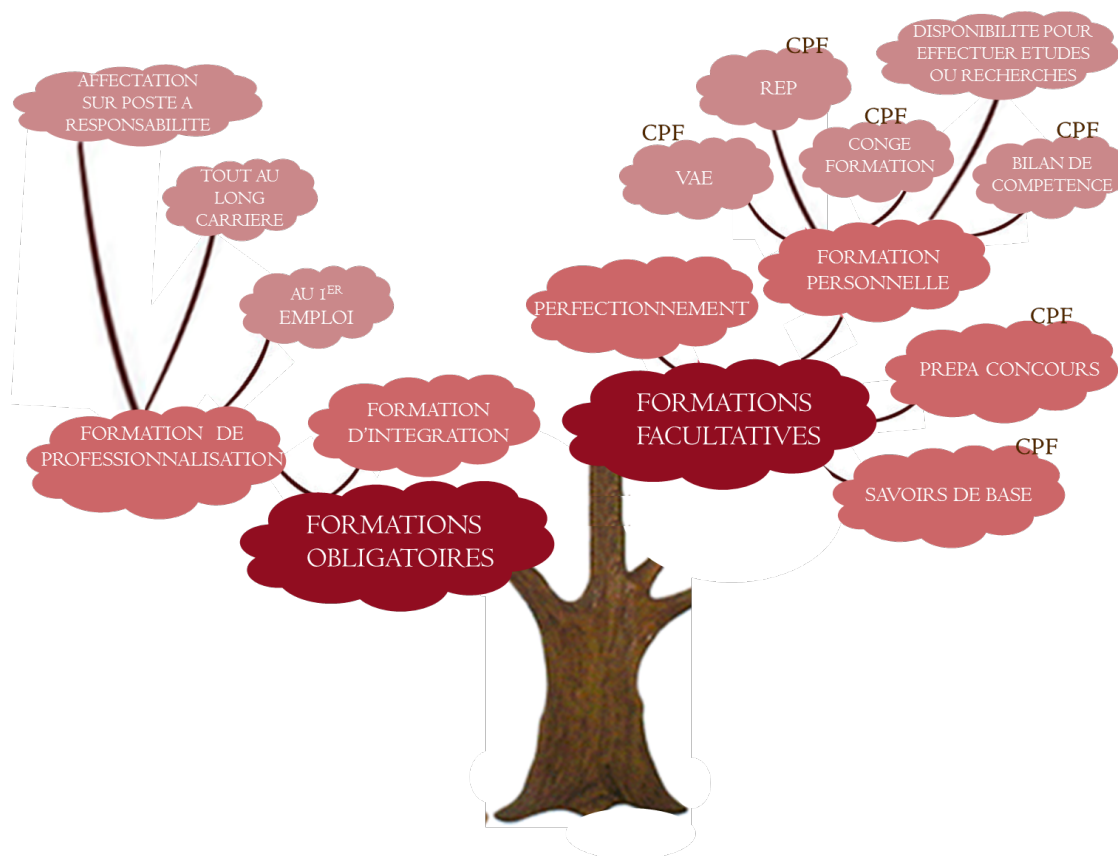 AFFECTATION
SUR POSTE A
RESPONSABILITE
TOUT AU
LONG
CARRIERE
AU 1ER
EMPLOI
FORMATION DE
PROFESSIONNALISATION
FORMATION
D'INTEGRATION
FORMATIONS
OBLIGATOIRES
CPF
REP
DISPONIBILITE POUR
EFFECTUER ETUDES
OU RECHERCHES
CPF
VAE
CPF
CONGE
FORMATION
CPF
BILAN DE
COMPETENCE
FORMATION
PERSONNELLE
PERFECTIONNEMENT
CPF
PREPA CONCOURS
FORMATIONS
FACULTATIVES
CPF
SAVOIRS DE BASE